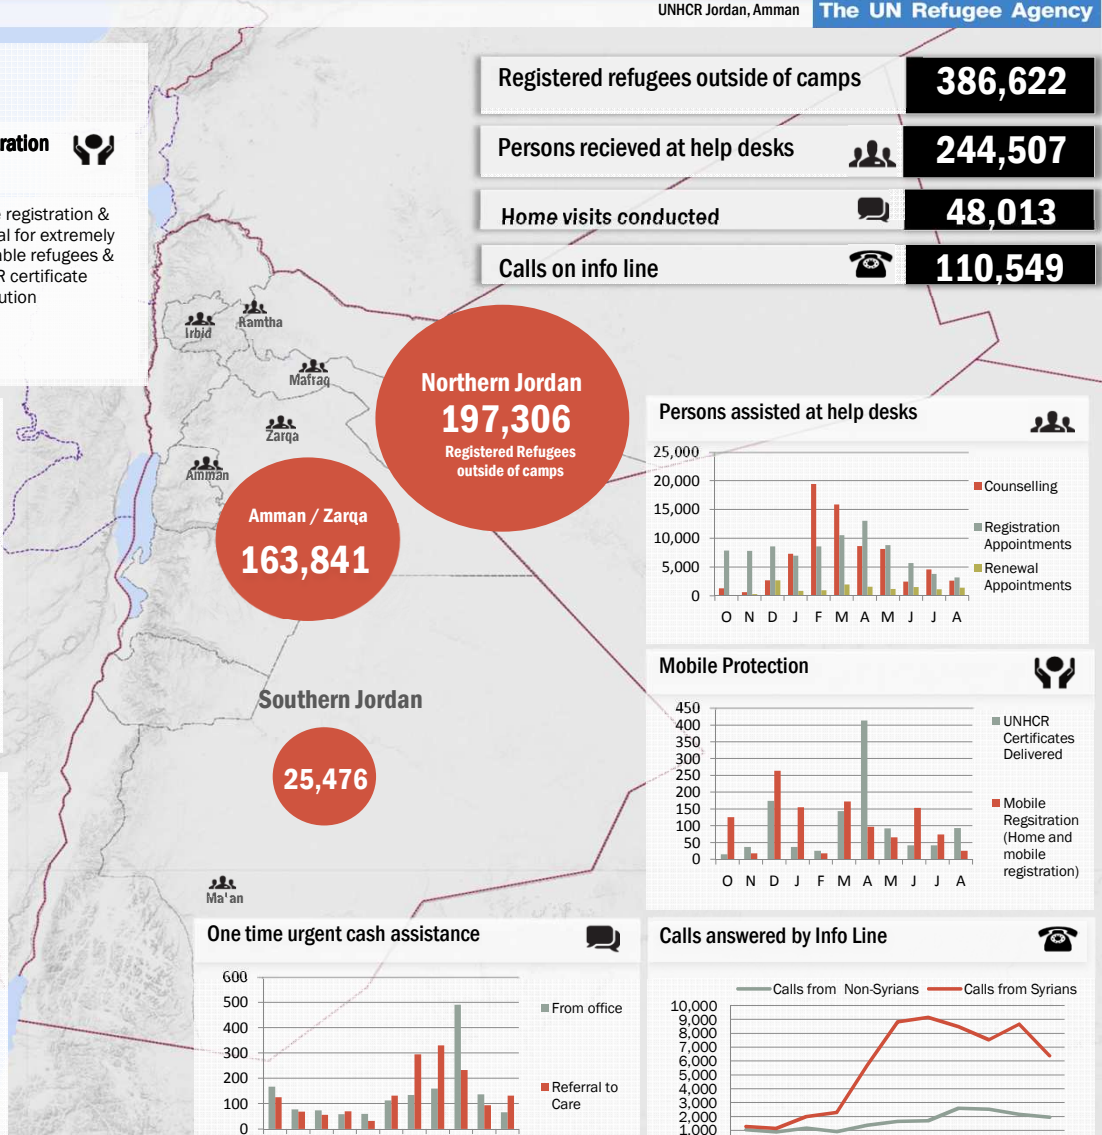 UNHCR Jordan, Amman
The UN Refugee Agency
Registered refugees outside of camps 386,622
Persons recieved at help desks 244,507
Home visits conducted 48,013
Calls on info line 110,549
ration
registration &
al for extremely
able refugees &
R certificate
ution
Irbid
Ramtha
Mafraq
Zarqa
Amman
Northern Jordan
197,306
Registered Refugees
outside of camps
Amman / Zarqa
163,841
Southern Jordan
25,476
Ma'an
Persons assisted at help desks
25,000
20,000
15,000
10,000
5,000
0
O N D J F M A M J J A
Counselling
Registration
Appointments
Renewal
Appointments
Mobile Protection
450
400
350
300
250
200
150
100
50
0
O N D J F M A M J J A
UNHCR
Certificates
Delivered
Mobile
Regsitration
(Home and
mobile
registration)
One time urgent cash assistance
600
500
400
300
200
100
0
From office
Referral to
Care
Calls answered by Info Line
Calls from Non-Syrians Calls from Syrians
10,000
9,000
8,000
7,000
6,000
5,000
4,000
3,000
2,000
1,000